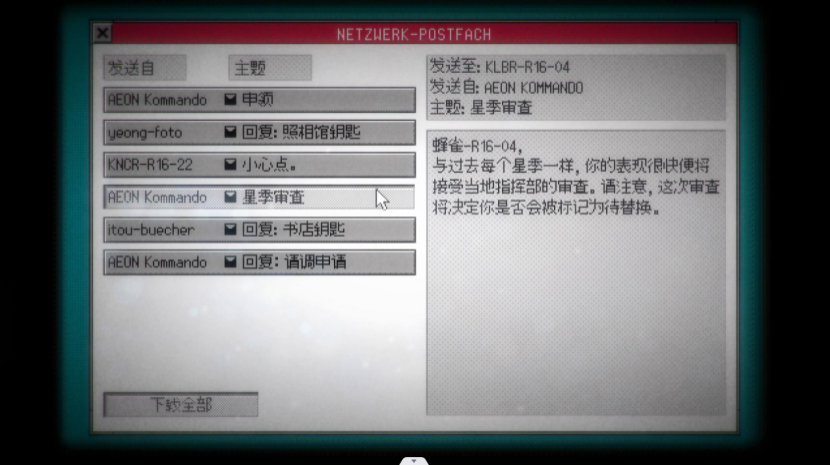 NETZWERK-POSTFACH
发送自 主题
AEON Kommando 申领
yeong-foto 回复: 照相馆钥匙
KNCR-R16-22 小心点。
AEON Kommando 星季审查
itou-buecher 回复: 书店钥匙
AEON Kommando 回复: 请调申请
下载全部
发送至: KLBR-R16-04
发送自: AEON KOMMANDO
主题: 星季审查
蜂雀-R16-04,
与过去每个星季一样, 你的表现很快便将
接受当地指挥部的审查。请注意, 这次审查
将决定你是否会被标记为待替换。